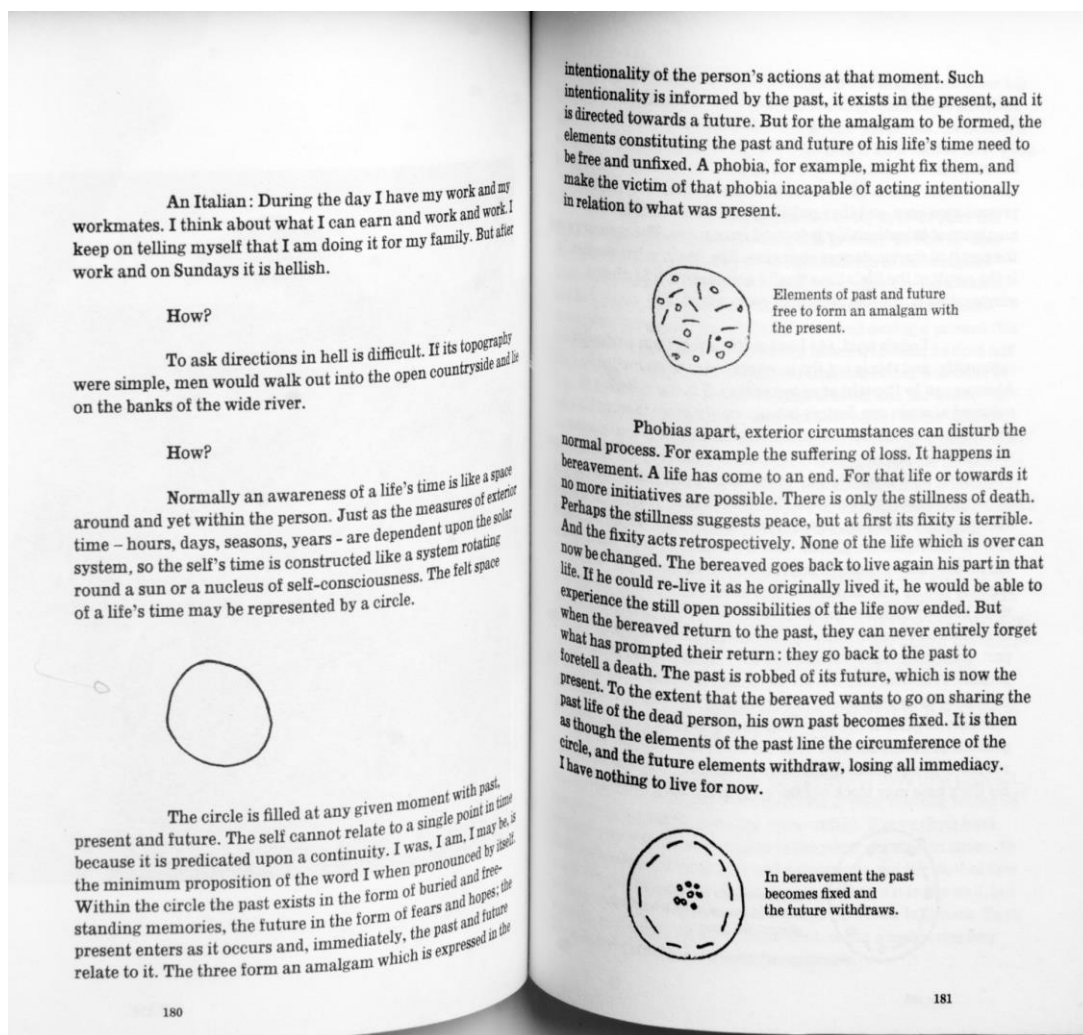 An Italian: During the day I have my work and my
workmates. I think about what I can earn and work and work. I
keep on telling myself that I am doing it for my family. But after
work and on Sundays it is hellish.
How?
To ask directions in hell is difficult. If its topography
were simple, men would walk out into the open countryside and lie
on the banks of the wide river.
How?
Normally an awareness of a life's time is like a space
around and yet within the person. Just as the measures of exterior
time – hours, days, seasons, years - are dependent upon the solar
system, so the self's time is constructed like a system rotating
round a sun or a nucleus of self-consciousness. The felt space
of a life's time may be represented by a circle.
The circle is filled at any given moment with past,
present and future. The self cannot relate to a single point in time
because it is predicated upon a continuity. I was, I am, I may be, is
the minimum proposition of the word I when pronounced by itself.
Within the circle the past exists in the form of buried and free-
standing memories, the future in the form of fears and hopes; the
present enters as it occurs and, immediately, the past and future
relate to it. The three form an amalgam which is expressed in the
180
intentionality of the person's actions at that moment. Such
intentionality is informed by the past, it exists in the present, and it
is directed towards a future. But for the amalgam to be formed, the
elements constituting the past and future of his life's time need to
be free and unfixed. A phobia, for example, might fix them, and
make the victim of that phobia incapable of acting intentionally
in relation to what was present.
Elements of past and future
free to form an amalgam with
the present.
Phobias apart, exterior circumstances can disturb the
normal process. For example the suffering of loss. It happens in
bereavement. A life has come to an end. For that life or towards it
no more initiatives are possible. There is only the stillness of death.
Perhaps the stillness suggests peace, but at first its fixity is terrible.
And the fixity acts retrospectively. None of the life which is over can
now be changed. The bereaved goes back to live again his part in that
life. If he could re-live it as he originally lived it, he would be able to
experience the still open possibilities of the life now ended. But
when the bereaved return to the past, they can never entirely forget
what has prompted their return: they go back to the past to
foretell a death. The past is robbed of its future, which is now the
present. To the extent that the bereaved wants to go on sharing the
past life of the dead person, his own past becomes fixed. It is then
as though the elements of the past line the circumference of the
circle, and the future elements withdraw, losing all immediacy.
I have nothing to live for now.
In bereavement the past
becomes fixed and
the future withdraws.
181